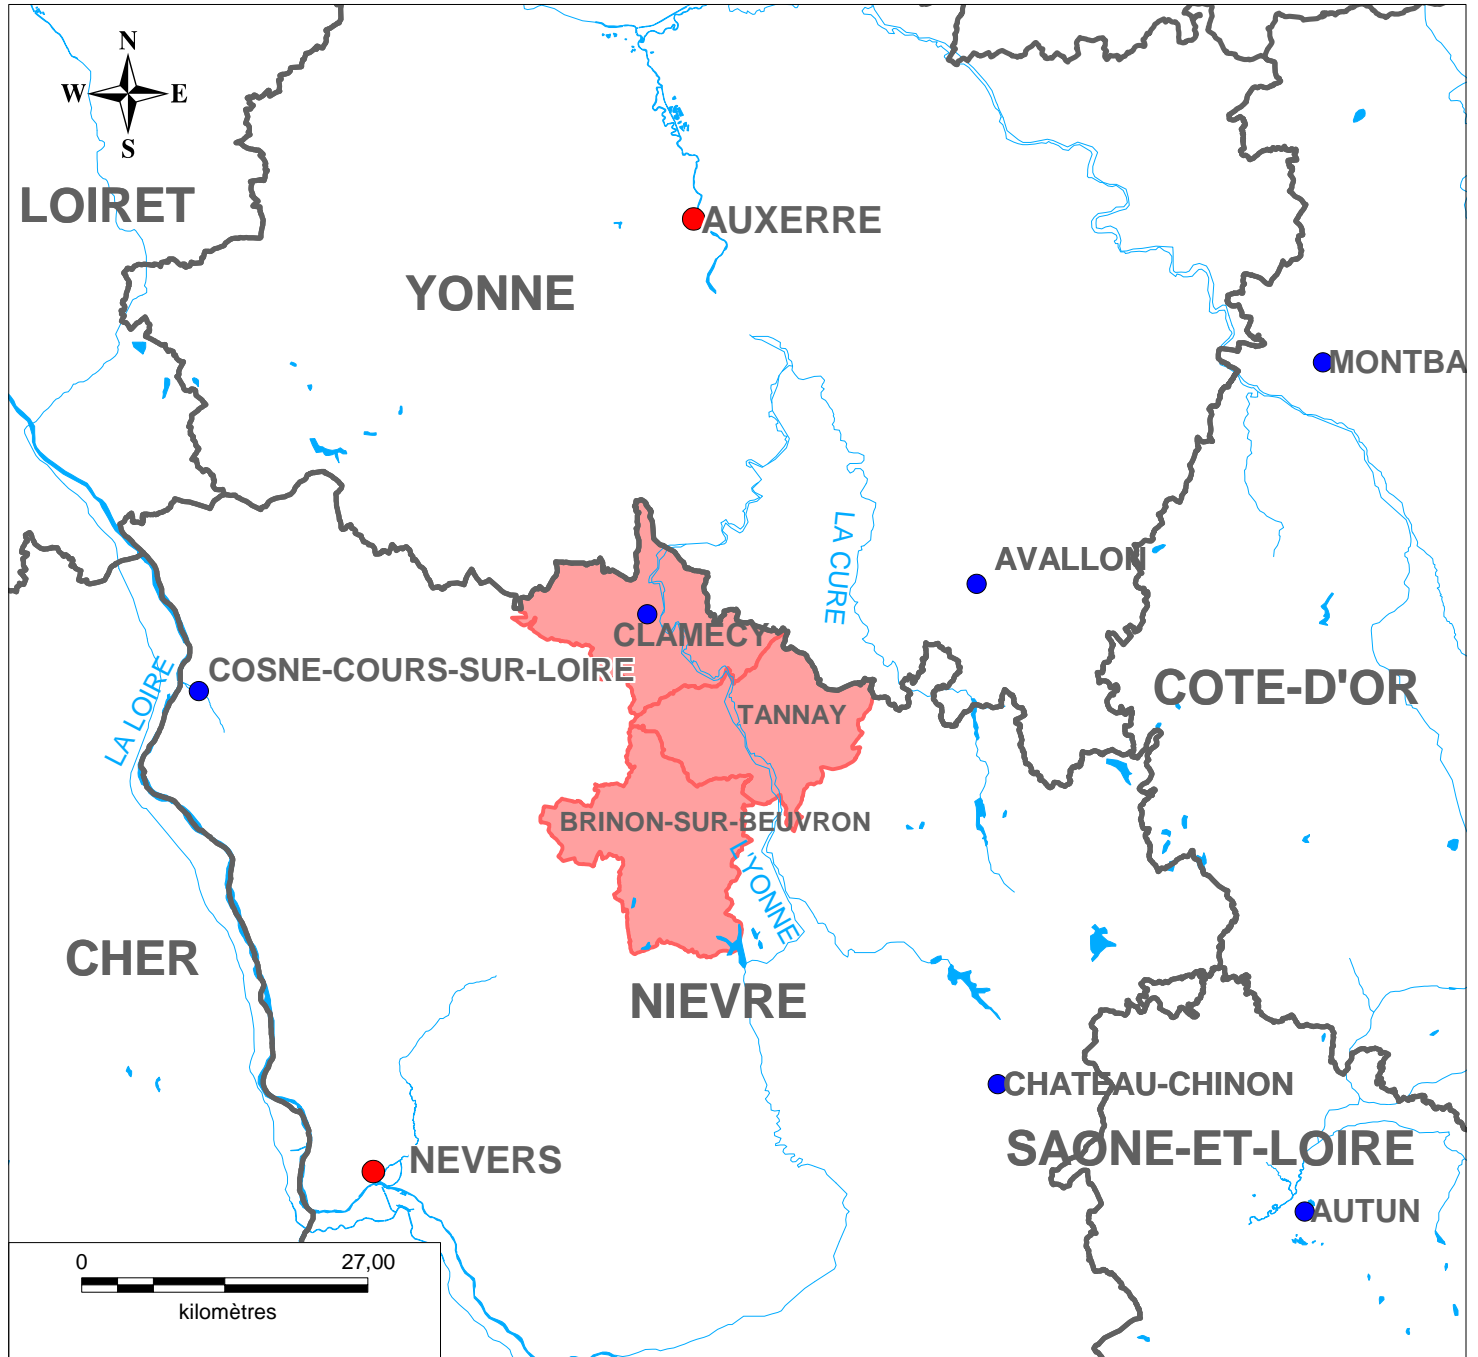 N
W E
S
LOIRET
AUXERRE
YONNE
MONTBA
LA CURE
AVALLON
CLAMECY
COSNE-COURS-SUR-LOIRE
COTE-D'OR
LA LOIRE
TANNAY
BRINON-SUR-BEUVRON
L'YONNE
CHER
NIEVRE
CHATEAU-CHINON
SAONE-ET-LOIRE
NEVERS
AUTUN
0 27,00
kilomètres